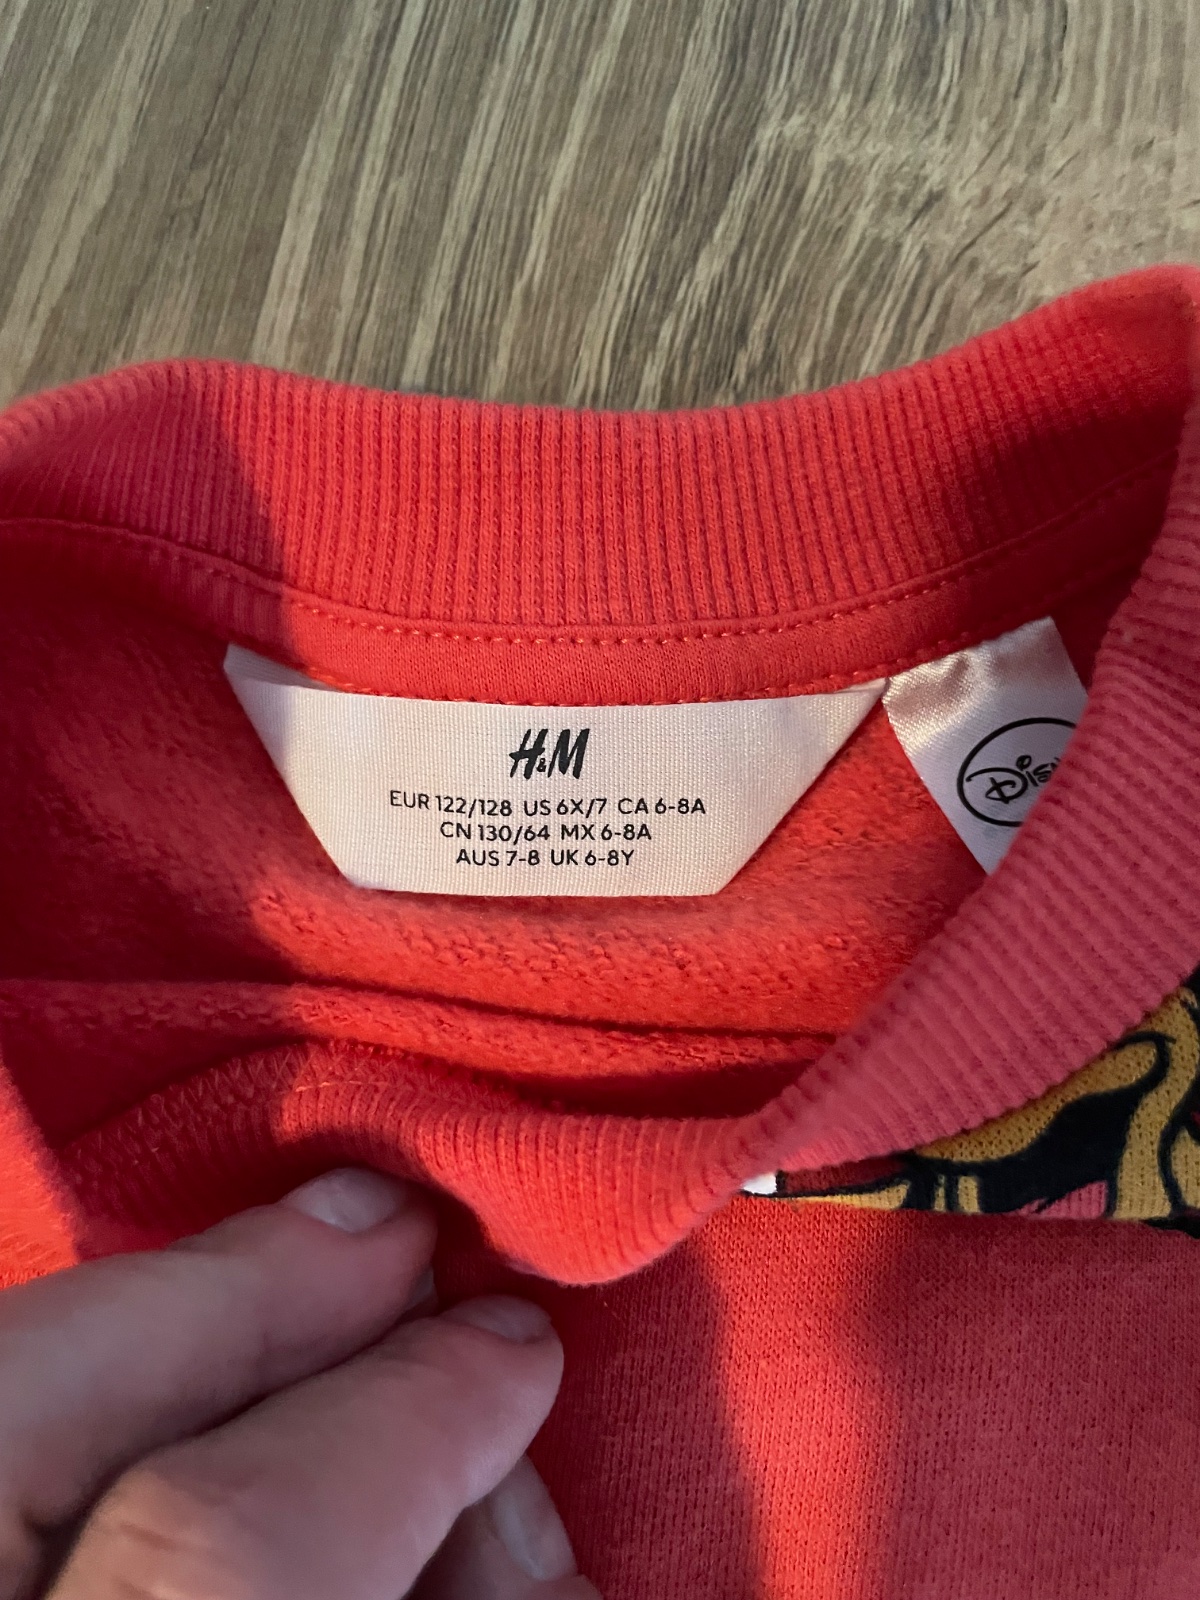 H&M
EUR 122/128 US 6X/7 CA 6-8A
CN 130/64 MX 6-8A
AUS 7-8 UK 6-8Y